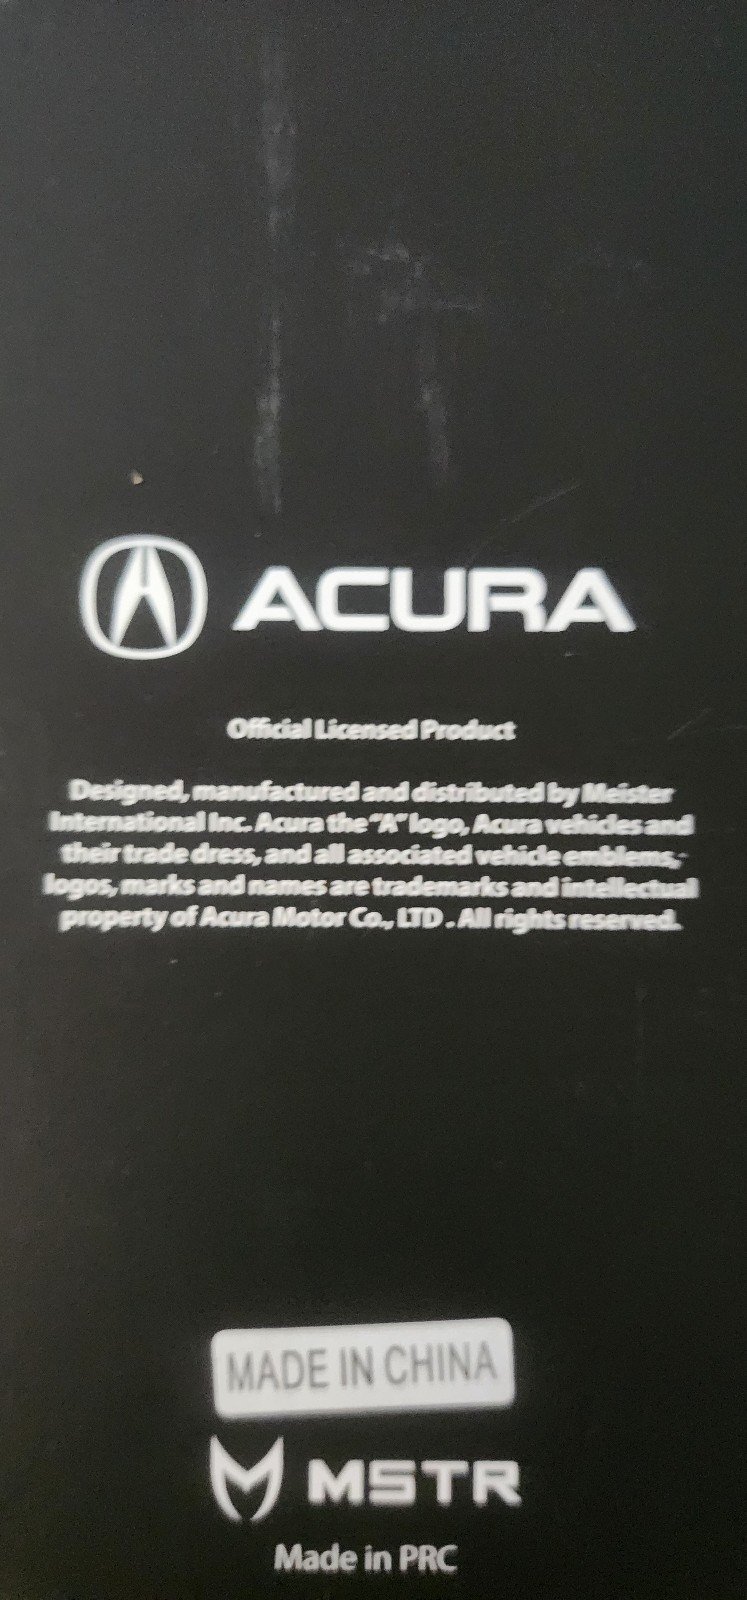 ACURA
Official Licensed Product
Designed, manufactured and distributed by Meister
International Inc. Acura the "A" logo, Acura vehicles and
their trade dress, and all associated vehicle emblems,
logos, marks and names are trademarks and intellectual
property of Acura Motor Co., LTD . All rights reserved.
MADE IN CHINA
MSTR
Made in PRC